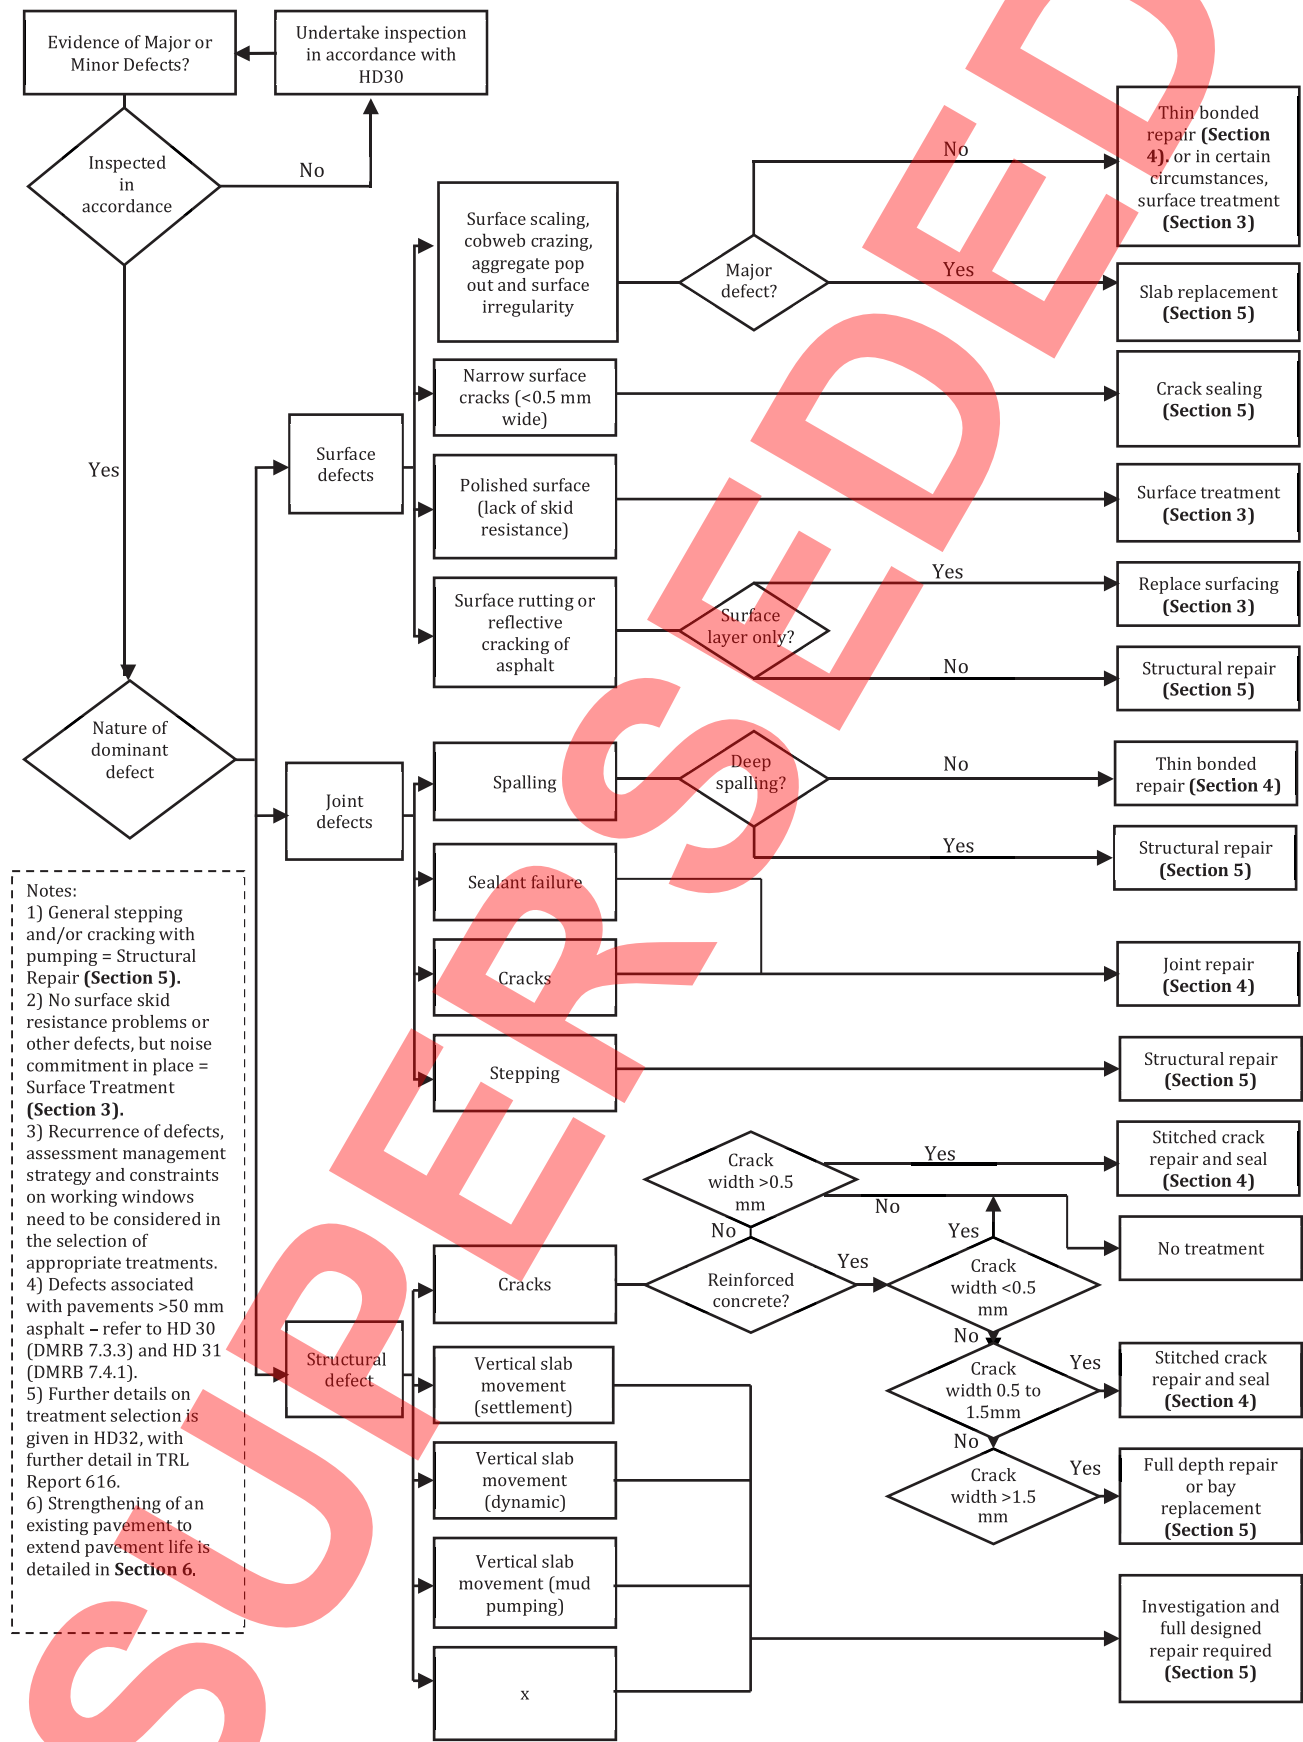 Evidence of Major or
Minor Defects?
Undertake inspection
in accordance with
HD30
Inspected
in
accordance
No
Yes
Nature of
dominant
defect
Surface
defects
Surface scaling,
cobweb crazing,
aggregate pop
out and surface
irregularity
Major
defect?
No
Thin bonded
repair (Section
4). or in certain
circumstances,
surface treatment
(Section 3)
Yes
Slab replacement
(Section 5)
Narrow surface
cracks (<0.5 mm
wide)
Crack sealing
(Section 5)
Polished surface
(lack of skid
resistance)
Surface treatment
(Section 3)
Surface rutting or
reflective
cracking of
asphalt
Surface
layer only?
Yes
Replace surfacing
(Section 3)
No
Structural repair
(Section 5)
Joint
defects
Spalling
Deep
spalling?
No
Thin bonded
repair (Section 4)
Yes
Structural repair
(Section 5)
Sealant failure
Cracks
Joint repair
(Section 4)
Stepping
Structural repair
(Section 5)
Structural
defect
Cracks
Reinforced
concrete?
No
Crack
width >0.5
mm
Yes
Stitched crack
repair and seal
(Section 4)
No
No treatment
Yes
Crack
width <0.5
mm
Yes
No
Crack
width 0.5 to
1.5mm
Yes
Stitched crack
repair and seal
(Section 4)
No
Crack
width >1.5
mm
Yes
Full depth repair
or bay
replacement
(Section 5)
Vertical slab
movement
(settlement)
Vertical slab
movement
(dynamic)
Vertical slab
movement (mud
pumping)
x
Investigation and
full designed
repair required
(Section 5)
Notes:
1) General stepping
and/or cracking with
pumping = Structural
Repair (Section 5).
2) No surface skid
resistance problems or
other defects, but noise
commitment in place =
Surface Treatment
(Section 3).
3) Recurrence of defects,
assessment management
strategy and constraints
on working windows
need to be considered in
the selection of
appropriate treatments.
4) Defects associated
with pavements >50 mm
asphalt – refer to HD 30
(DMRB 7.3.3) and HD 31
(DMRB 7.4.1).
5) Further details on
treatment selection is
given in HD32, with
further detail in TRL
Report 616.
6) Strengthening of an
existing pavement to
extend pavement life is
detailed in Section 6.
SUPERSEDED